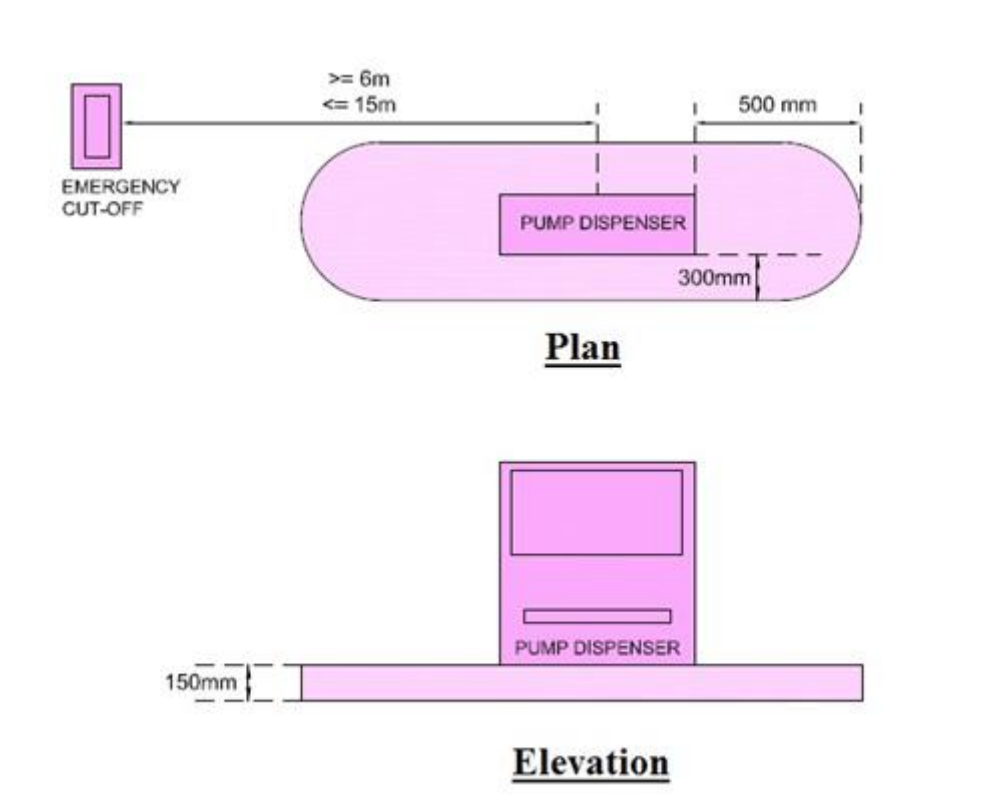 >= 6m
<= 15m
500 mm
EMERGENCY
CUT-OFF
PUMP DISPENSER
300mm
Plan
PUMP DISPENSER
150mm
Elevation